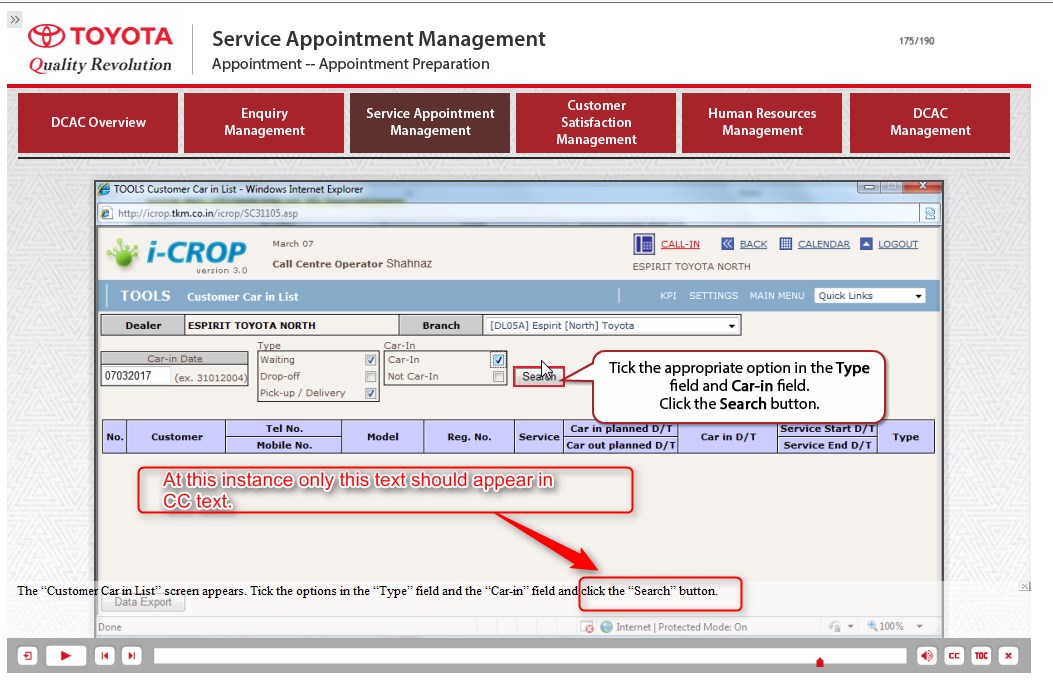 »
TOYOTA
Quality Revolution
Service Appointment Management
Appointment -- Appointment Preparation
175/190
DCAC Overview
Enquiry
Management
Service Appointment
Management
Customer
Satisfaction
Management
Human Resources
Management
DCAC
Management
TOOLS Customer Car in List - Windows Internet Explorer
http://icrop.tkm.co.in/icrop/SC31105.asp
i-CROP
version 3.0
March 07
Call Centre Operator Shahnaz
CALL-IN BACK CALENDAR LOGOUT
ESPIRIT TOYOTA NORTH
TOOLS Customer Car in List
KPI SETTINGS MAIN MENU Quick Links
Dealer ESPIRIT TOYOTA NORTH Branch [DL05A] Espirit [North] Toyota
Type
Car-In
Car-in Date
07032017 (ex. 31012004)
Waiting
Drop-off
Pick-up / Delivery
Car-In
Not Car-In
Search
Tick the appropriate option in the Type
field and Car-in field.
Click the Search button.
No. Customer Tel No. Mobile No. Model Reg. No. Service Car in planned D/T Car out planned D/T Car in D/T Service Start D/T Service End D/T Type
At this instance only this text should appear in
CC text.
The “Customer Car in List” screen appears. Tick the options in the “Type” field and the “Car-in” field and click the “Search” button.
Data Export
Done
Internet | Protected Mode: On
100%
CC
TOC